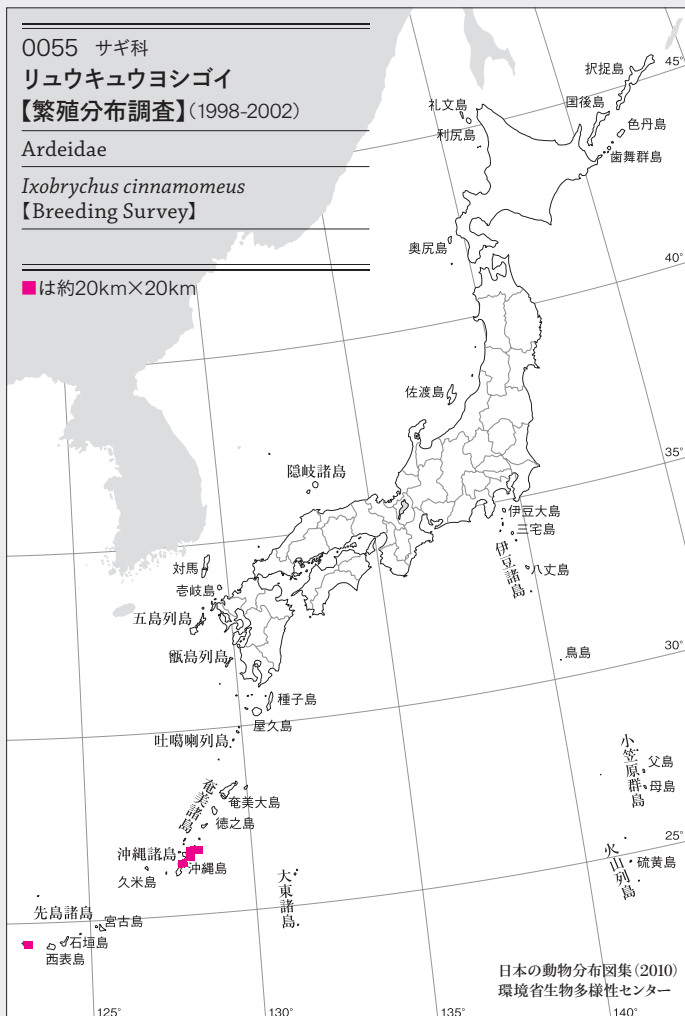 0055 サギ科
リュウキュウヨシゴイ
【繁殖分布調査】(1998-2002)
Ardeidae
Ixobrychus cinnamomeus
【Breeding Survey】
■は約20km×20km
45°
択捉島
国後島
礼文島
色丹島
利尻島
歯舞群島
奥尻島
40°
佐渡島
35°
隠岐諸島
伊豆大島
三宅島
伊豆諸島
八丈島
対馬
壱岐島
五島列島
甑島列島
鳥島
30°
種子島
屋久島
吐噶喇列島
小笠原群島
父島
母島
奄美諸島
奄美大島
徳之島
25°
沖縄諸島
沖縄島
久米島
火山列島
硫黄島
大東諸島
先島諸島
宮古島
石垣島
西表島
日本の動物分布図集(2010)
環境省生物多様性センター
125°
130°
135°
140°